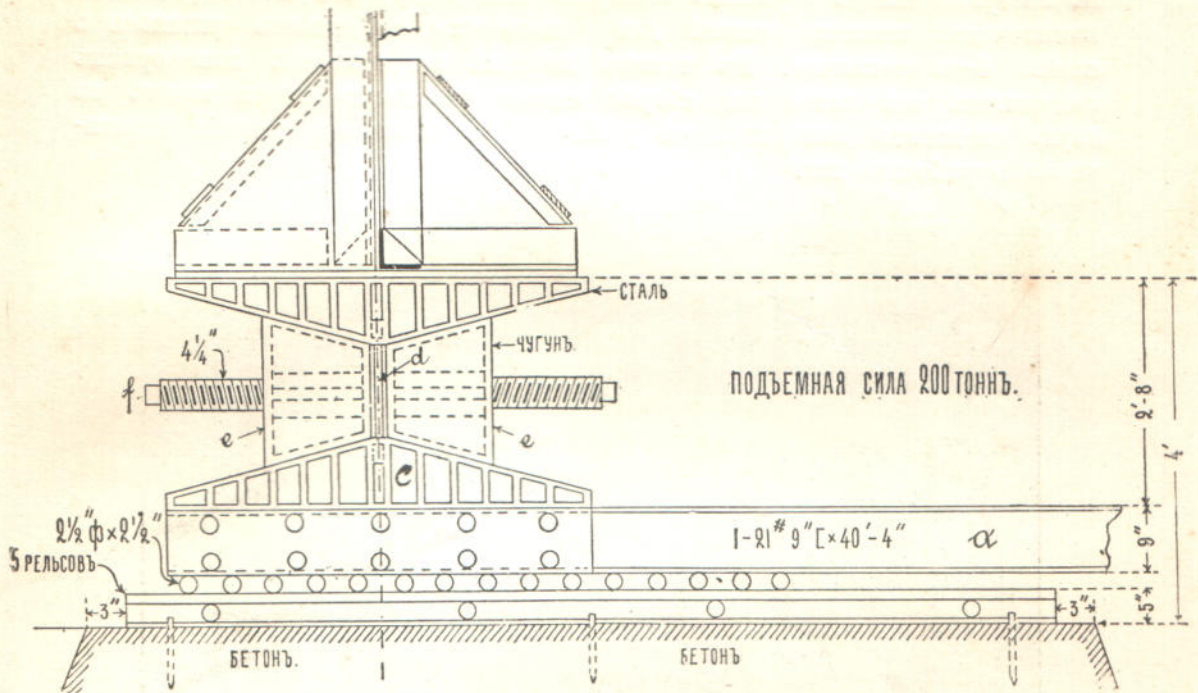 СТАЛЬ
4¼"
ЧУГУНЪ.
d
f
ПОДЪЕМНАЯ СИЛА 200 ТОННЪ.
2'-8"
4'
e
e
C
2½"ф×2½"
I-21# 9"[×40'-4"
a
9"
5 РЕЛЬСОВЪ
3"
3"
5"
БЕТОНЪ.
БЕТОНЪ